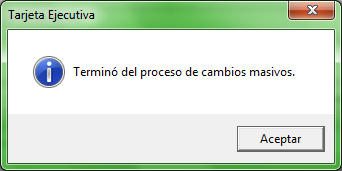 Tarjeta Ejecutiva
Terminó del proceso de cambios masivos.
Aceptar